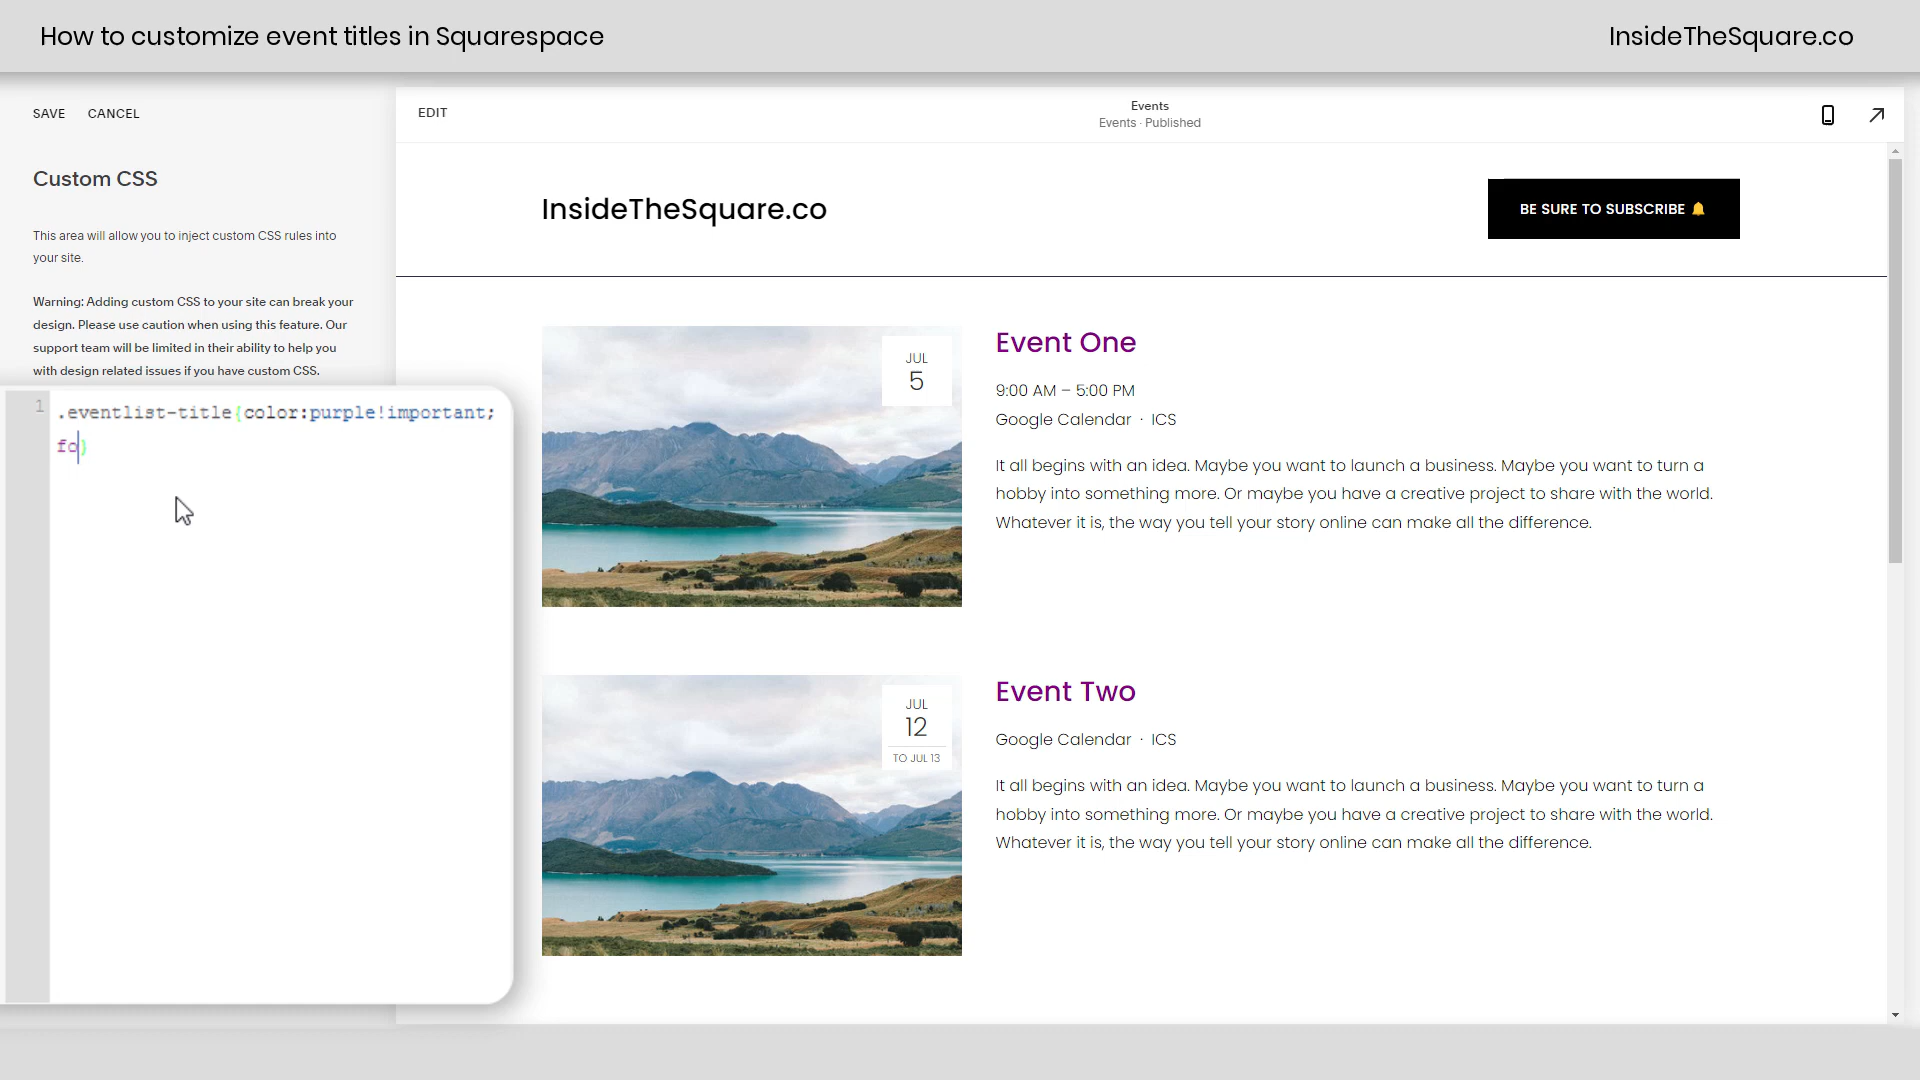 How to customize event titles in Squarespace
InsideTheSquare.co
SAVE
CANCEL
Custom CSS
This area will allow you to inject custom CSS rules into
your site.
Warning: Adding custom CSS to your site can break your
design. Please use caution when using this feature. Our
support team will be limited in their ability to help you
with design related issues if you have custom CSS.
1
.eventlist-title{color:purple!important;
fo}
EDIT
Events
Events · Published
InsideTheSquare.co
BE SURE TO SUBSCRIBE 🔔
JUL
5
Event One
9:00 AM – 5:00 PM
Google Calendar · ICS
It all begins with an idea. Maybe you want to launch a business. Maybe you want to turn a
hobby into something more. Or maybe you have a creative project to share with the world.
Whatever it is, the way you tell your story online can make all the difference.
JUL
12
TO JUL 13
Event Two
Google Calendar · ICS
It all begins with an idea. Maybe you want to launch a business. Maybe you want to turn a
hobby into something more. Or maybe you have a creative project to share with the world.
Whatever it is, the way you tell your story online can make all the difference.